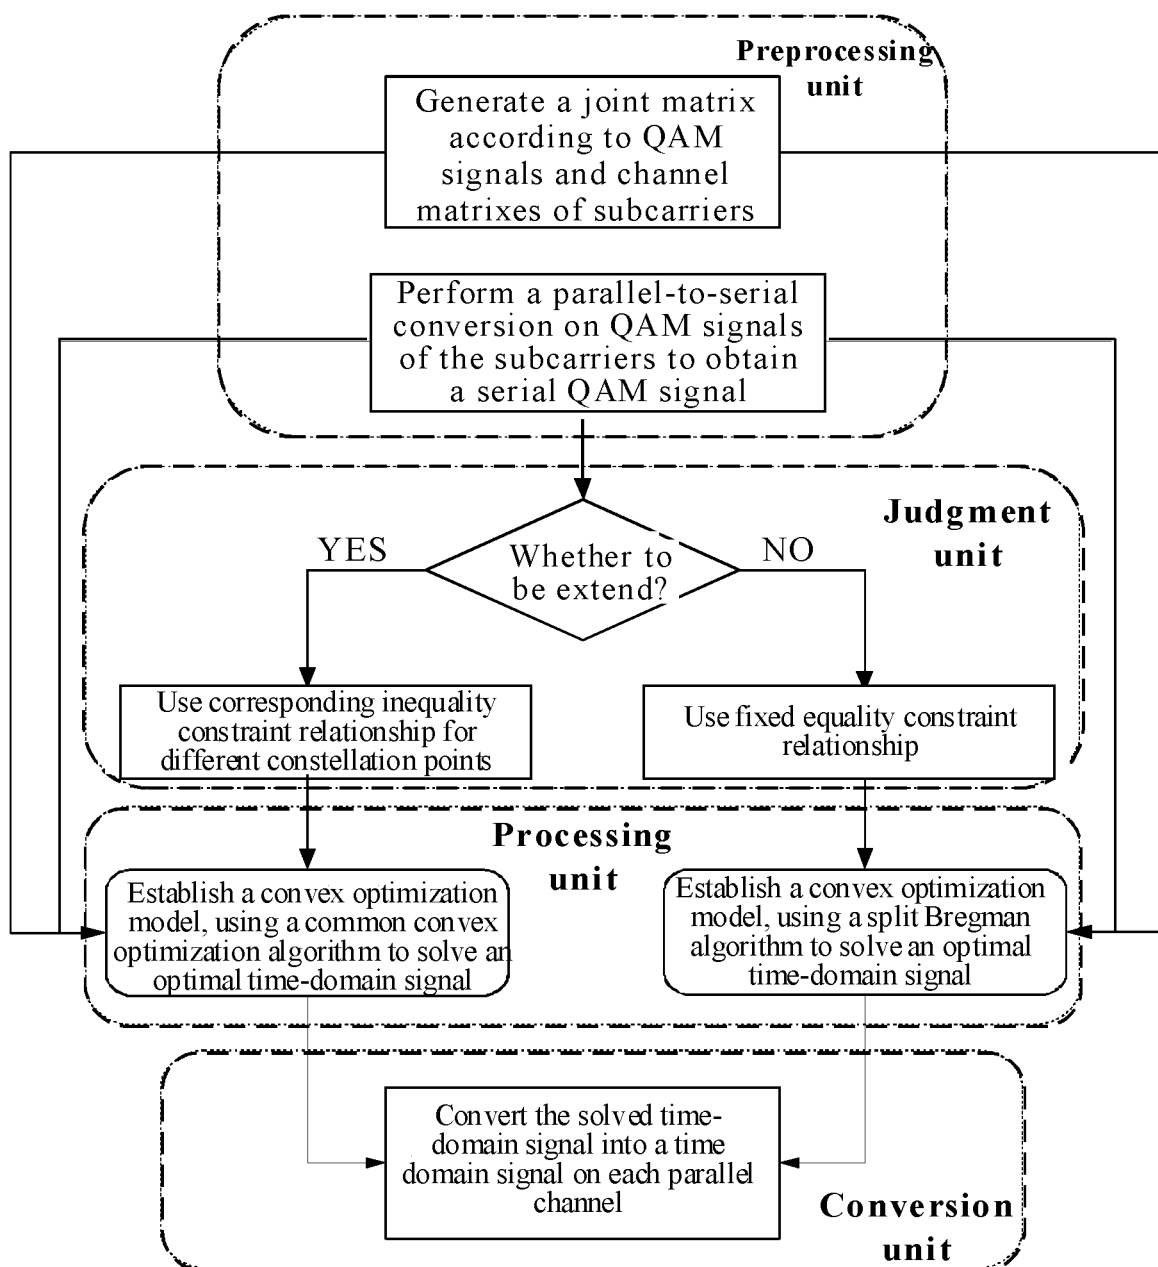 Preprocessing
unit
Generate a joint matrix
according to QAM
signals and channel
matrixes of subcarriers
Perform a parallel-to-serial
conversion on QAM signals
of the subcarriers to obtain
a serial QAM signal
Judgment
unit
YES
Whether to
be extend?
NO
Use corresponding inequality
constraint relationship for
different constellation points
Use fixed equality constraint
relationship
Processing
unit
Establish a convex optimization
model, using a common convex
optimization algorithm to solve an
optimal time-domain signal
Establish a convex optimization
model, using a split Bregman
algorithm to solve an optimal
time-domain signal
Convert the solved time-
domain signal into a time
domain signal on each parallel
channel
Conversion
unit